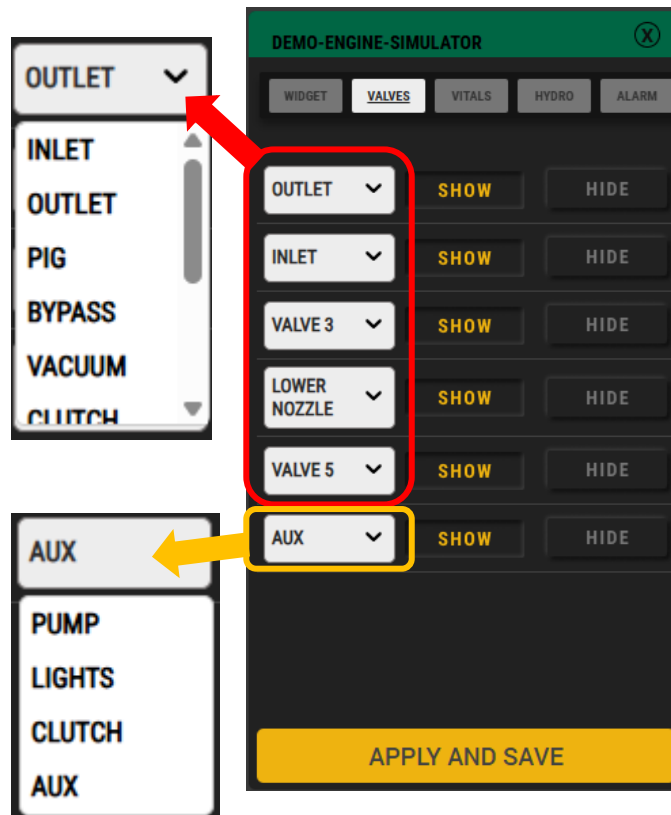 OUTLET
INLET
OUTLET
PIG
BYPASS
VACUUM
CLUTCH
AUX
PUMP
LIGHTS
CLUTCH
AUX
DEMO-ENGINE-SIMULATOR X
WIDGET VALVES VITALS HYDRO ALARM
OUTLET SHOW HIDE
INLET SHOW HIDE
VALVE 3 SHOW HIDE
LOWER
NOZZLE SHOW HIDE
VALVE 5 SHOW HIDE
AUX SHOW HIDE
APPLY AND SAVE